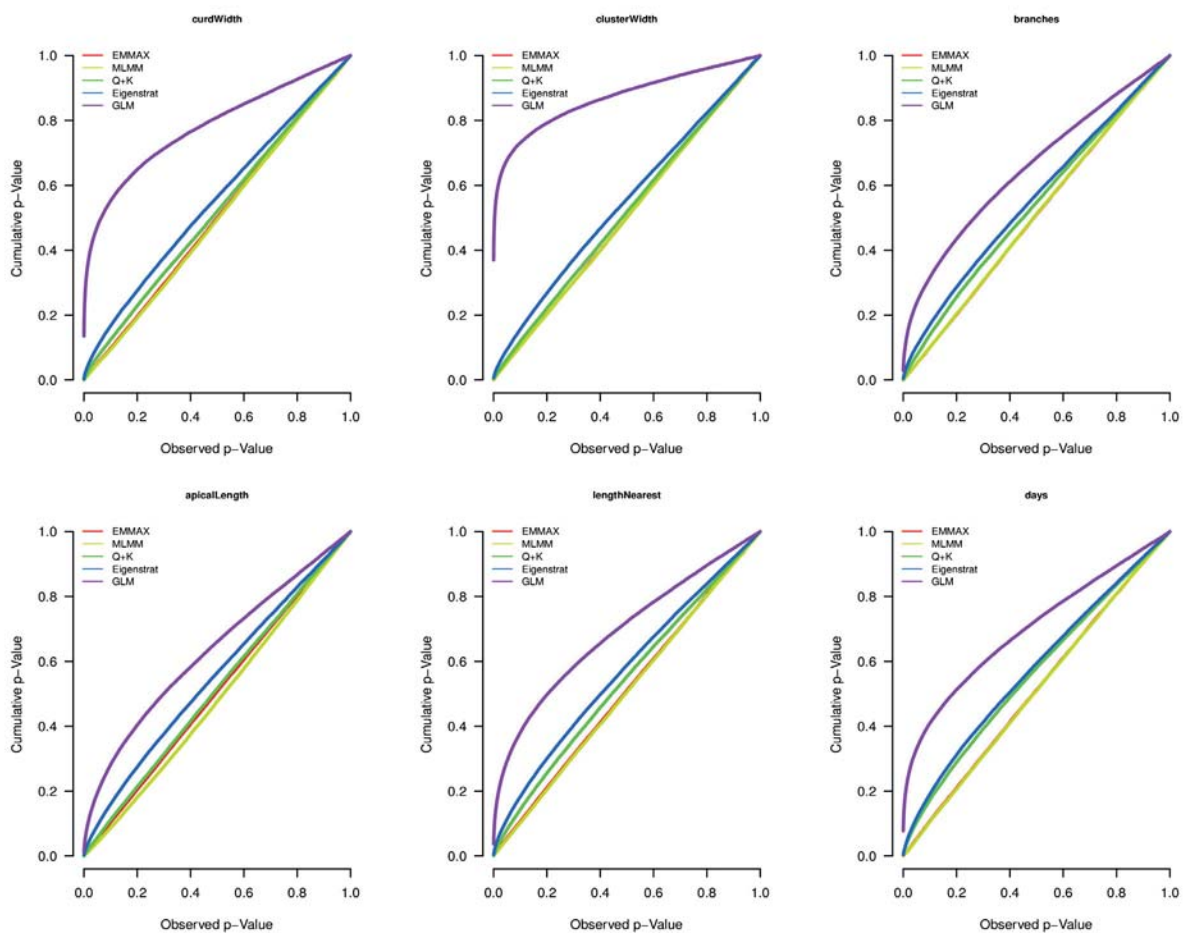 curdWidth
EMMAX
MLMM
Q+K
Eigenstrat
GLM
1.0
0.8
0.6
0.4
0.2
0.0
Cumulative p-Value
0.0 0.2 0.4 0.6 0.8 1.0
Observed p-Value
clusterWidth
EMMAX
MLMM
Q+K
Eigenstrat
GLM
1.0
0.8
0.6
0.4
0.2
0.0
Cumulative p-Value
0.0 0.2 0.4 0.6 0.8 1.0
Observed p-Value
branches
EMMAX
MLMM
Q+K
Eigenstrat
GLM
1.0
0.8
0.6
0.4
0.2
0.0
Cumulative p-Value
0.0 0.2 0.4 0.6 0.8 1.0
Observed p-Value
apicalLength
EMMAX
MLMM
Q+K
Eigenstrat
GLM
1.0
0.8
0.6
0.4
0.2
0.0
Cumulative p-Value
0.0 0.2 0.4 0.6 0.8 1.0
Observed p-Value
lengthNearest
EMMAX
MLMM
Q+K
Eigenstrat
GLM
1.0
0.8
0.6
0.4
0.2
0.0
Cumulative p-Value
0.0 0.2 0.4 0.6 0.8 1.0
Observed p-Value
days
EMMAX
MLMM
Q+K
Eigenstrat
GLM
1.0
0.8
0.6
0.4
0.2
0.0
Cumulative p-Value
0.0 0.2 0.4 0.6 0.8 1.0
Observed p-Value